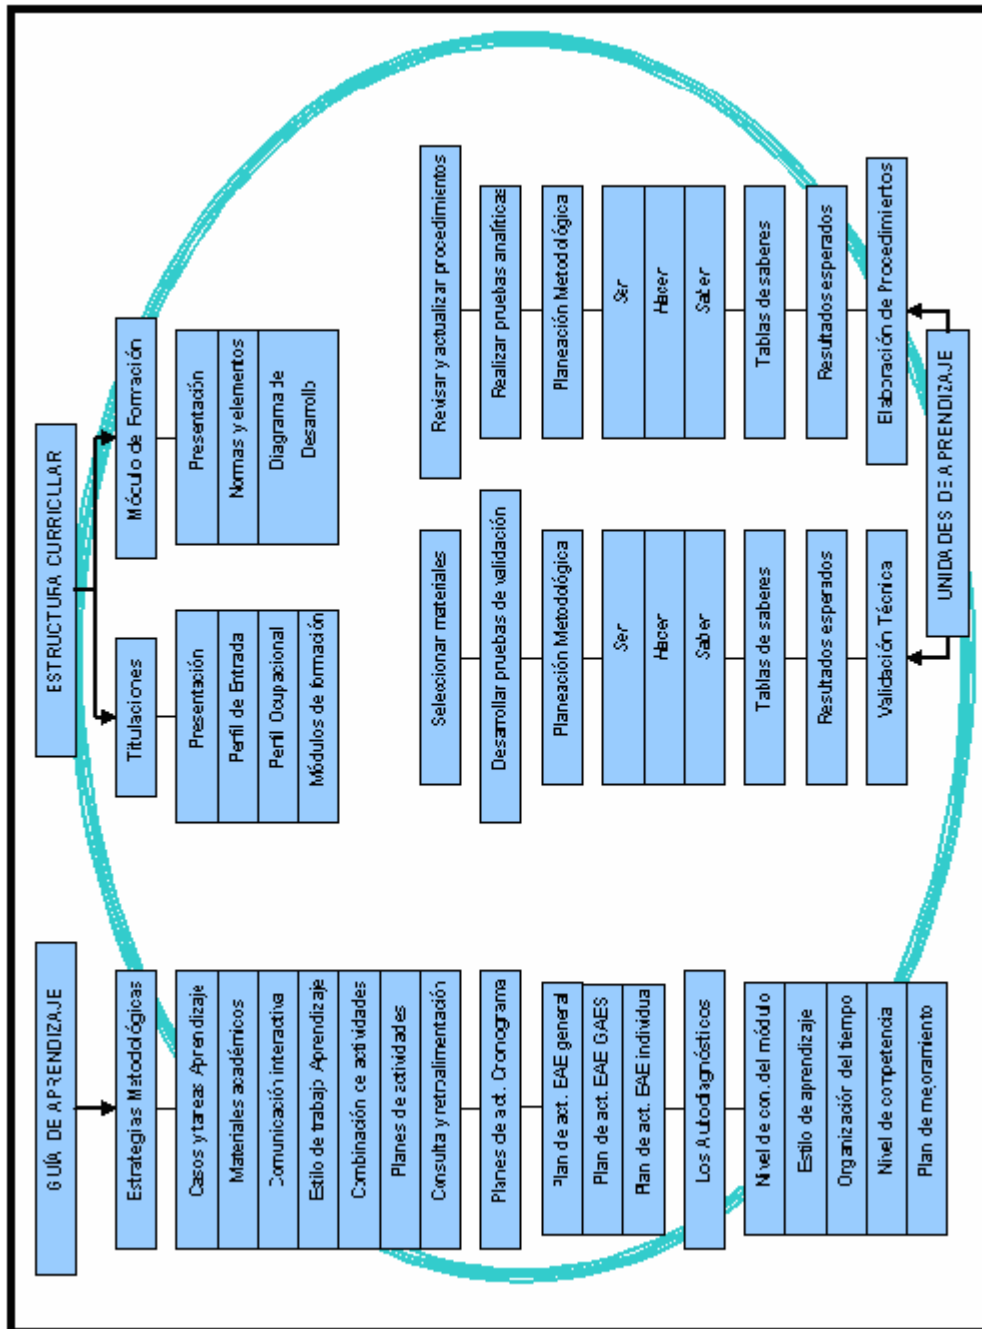 GUÍA DE APRENDIZAJE
Estrategias Metodológicas
Casos y tareas Aprendizaje
Materiales académicos
Comunicación interactiva
Estilo de trabajo Aprendizaje
Combinación ce actividades
Planes de actividades
Consulta y retroalimentación
Planes de act. Cronograma
Plan de act. EAE general
Plan de act. EAE GAES
Plan de act. EAE individua
Los Autodiagnósticos
Nivel de con. del módulo
Estilo de aprendizaje
Organización del tiempo
Nivel de competencia
Plan de mejoramiento
ESTRUCTURA CURRICLLAR
Titulaciones
Presentación
Perfil de Entrada
Perfil Ocupacional
Módulos de formación
Móculo de Formación
Presentación
Normas y elementos
Diagrama de
Desarrollo
Seleccionar materiales
Desarrollar pruebas de validación
Planeación Metodológica
Ser
Hacer
Saber
Tablas de saberes
Resultados esperados
Validación Técnica
Revisar y actualizar procedimientos
Realizar pruebas analíticas
Planeación Metodológica
Ser
Hacer
Saber
Tablas de saberes
Resultados esperados
Elaboración de Procedimiertos
UNIDADES DE APRENDIZAJE